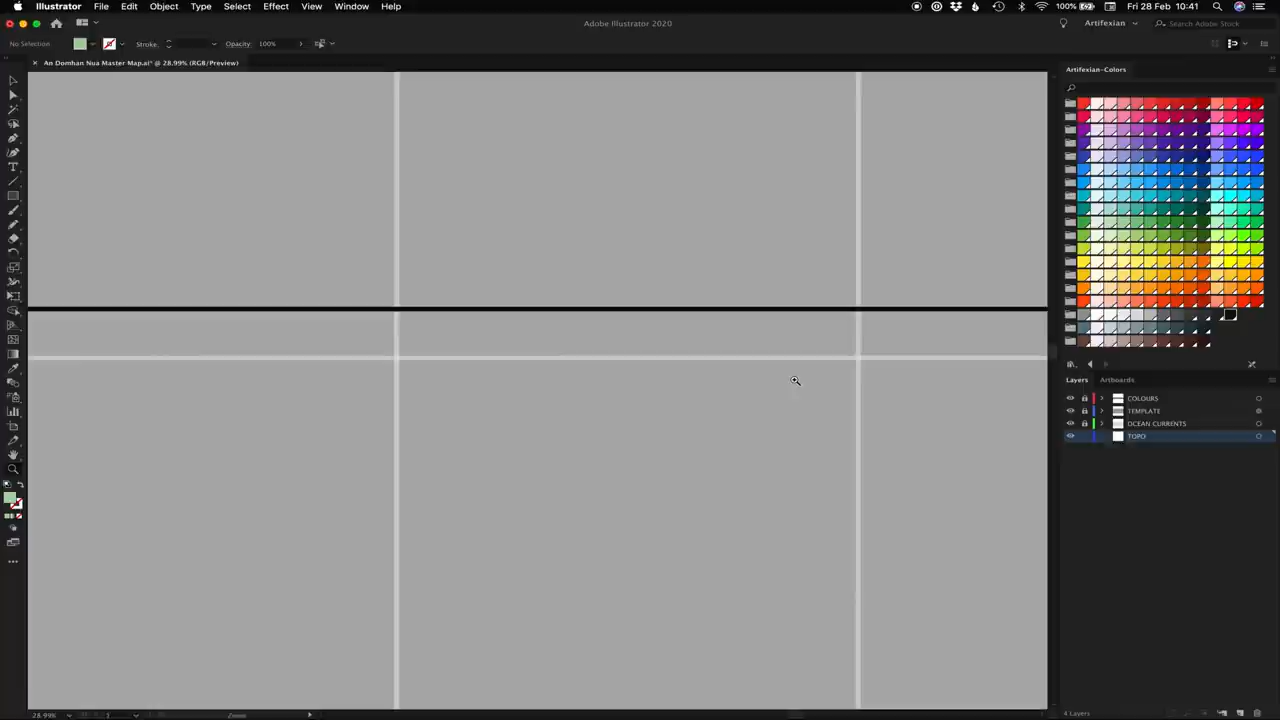 Illustrator File Edit Object Type Select Effect View Window Help
100% Fri 28 Feb 10:41
Adobe Illustrator 2020
Artifexian
Search Adobe Stock
No Selection
Stroke:
Opacity: 100%
An Domhan Nua Master Map.ai* @ 28.99% (RGB/Preview)
Artifexian-Colors
Layers Artboards
COLOURS
TEMPLATE
OCEAN CURRENTS
TOPO
28.99%
Zoom
4 Layers